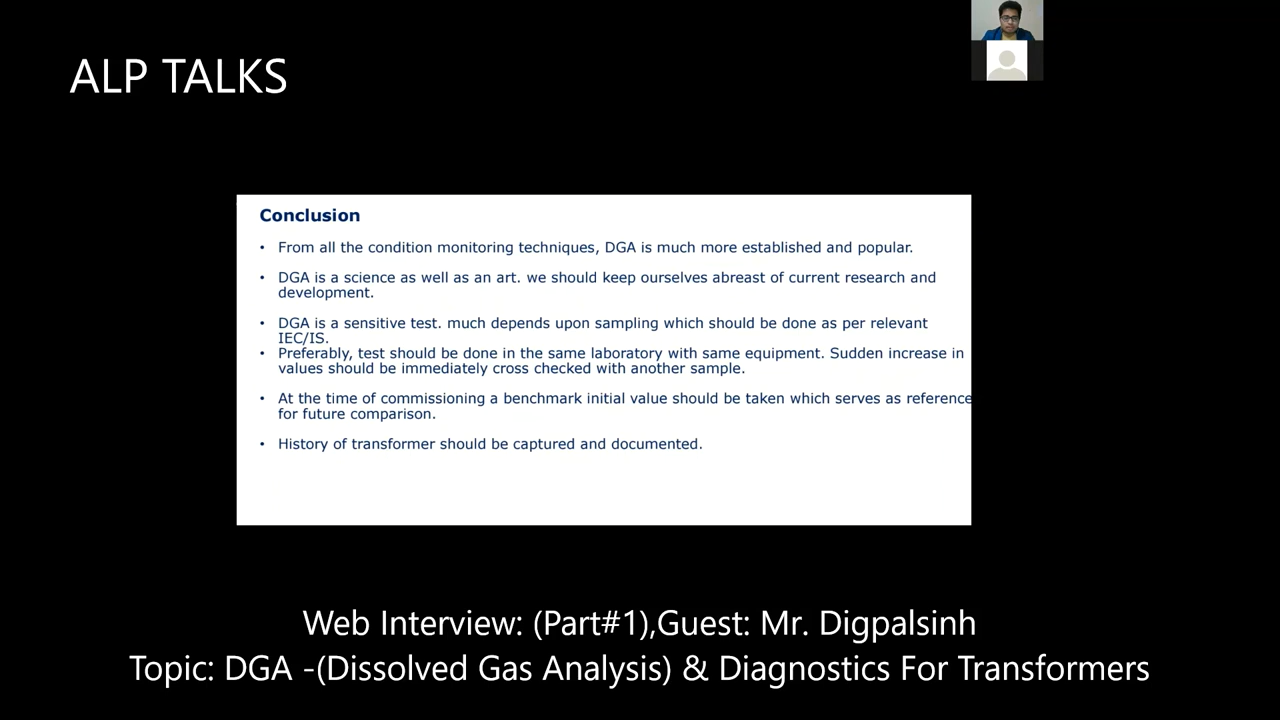 ALP TALKS
Conclusion
• From all the condition monitoring techniques, DGA is much more established and popular.
• DGA is a science as well as an art. we should keep ourselves abreast of current research and
development.
• DGA is a sensitive test. much depends upon sampling which should be done as per relevant
IEC/IS.
• Preferably, test should be done in the same laboratory with same equipment. Sudden increase in
values should be immediately cross checked with another sample.
• At the time of commissioning a benchmark initial value should be taken which serves as reference
for future comparison.
• History of transformer should be captured and documented.
Web Interview: (Part#1),Guest: Mr. Digpalsinh
Topic: DGA -(Dissolved Gas Analysis) & Diagnostics For Transformers